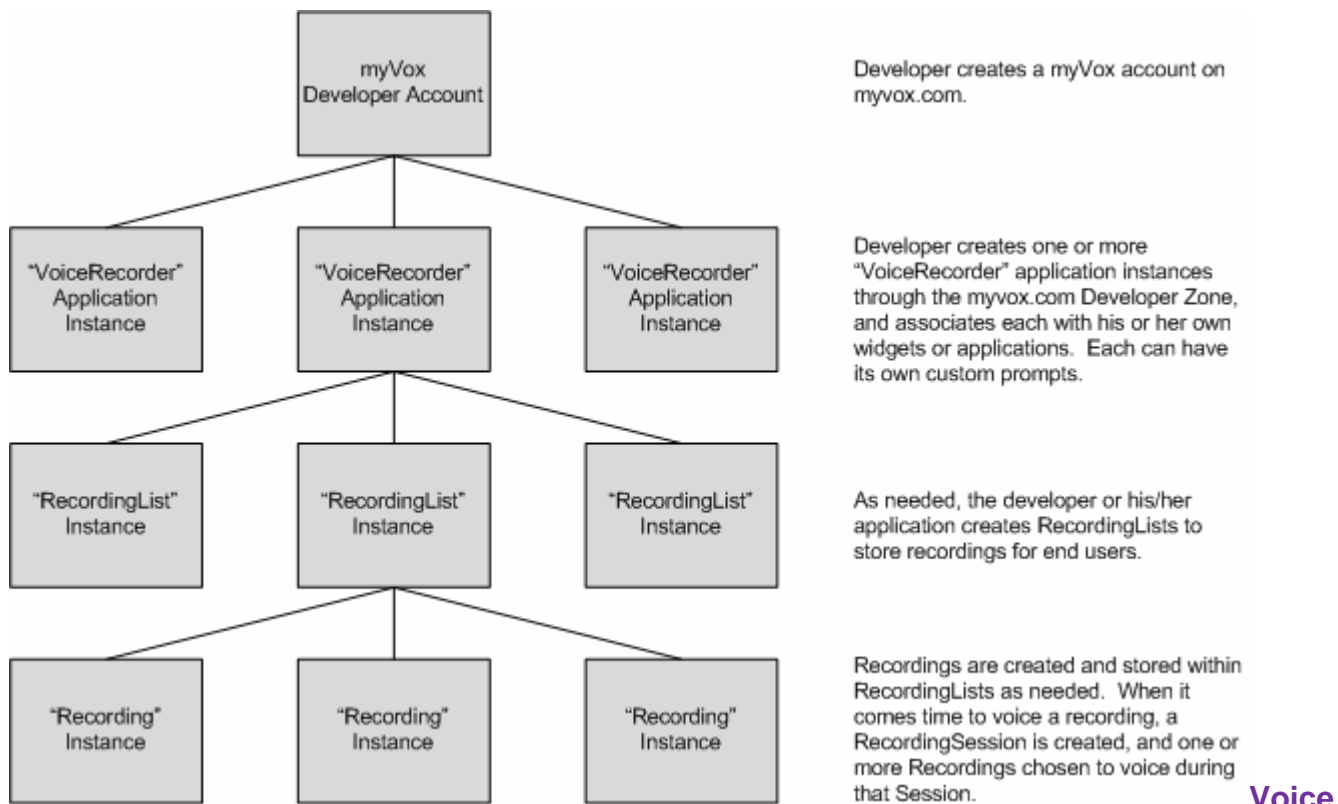 myVox
Developer Account
Developer creates a myVox account on
myvox.com.
“VoiceRecorder”
Application
Instance
“VoiceRecorder”
Application
Instance
“VoiceRecorder”
Application
Instance
Developer creates one or more
“VoiceRecorder” application instances
through the myvox.com Developer Zone,
and associates each with his or her own
widgets or applications.  Each can have
its own custom prompts.
“RecordingList”
Instance
“RecordingList”
Instance
“RecordingList”
Instance
As needed, the developer or his/her
application creates RecordingLists to
store recordings for end users.
“Recording”
Instance
“Recording”
Instance
“Recording”
Instance
Recordings are created and stored within
RecordingLists as needed.  When it
comes time to voice a recording, a
RecordingSession is created, and one or
more Recordings chosen to voice during
that Session.
Voice